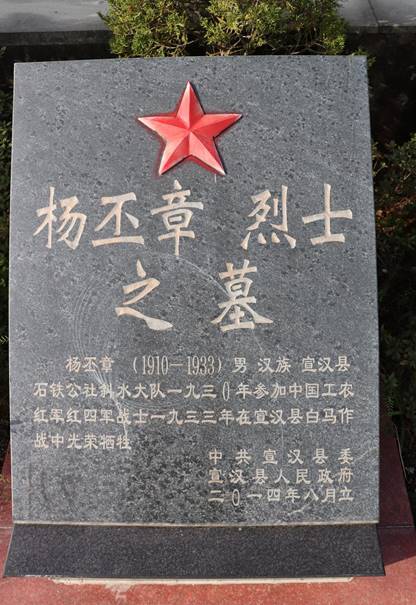 杨丕章 烈士
之墓
杨丕章 (1910—1933) 男 汉族 宣汉县
石铁公社斜水大队一九三0年参加中国工农
红军红四军战士一九三三年在宣汉县白马作
战中光荣牺牲
中共宣汉县委
宣汉县人民政府
二0一四年八月立